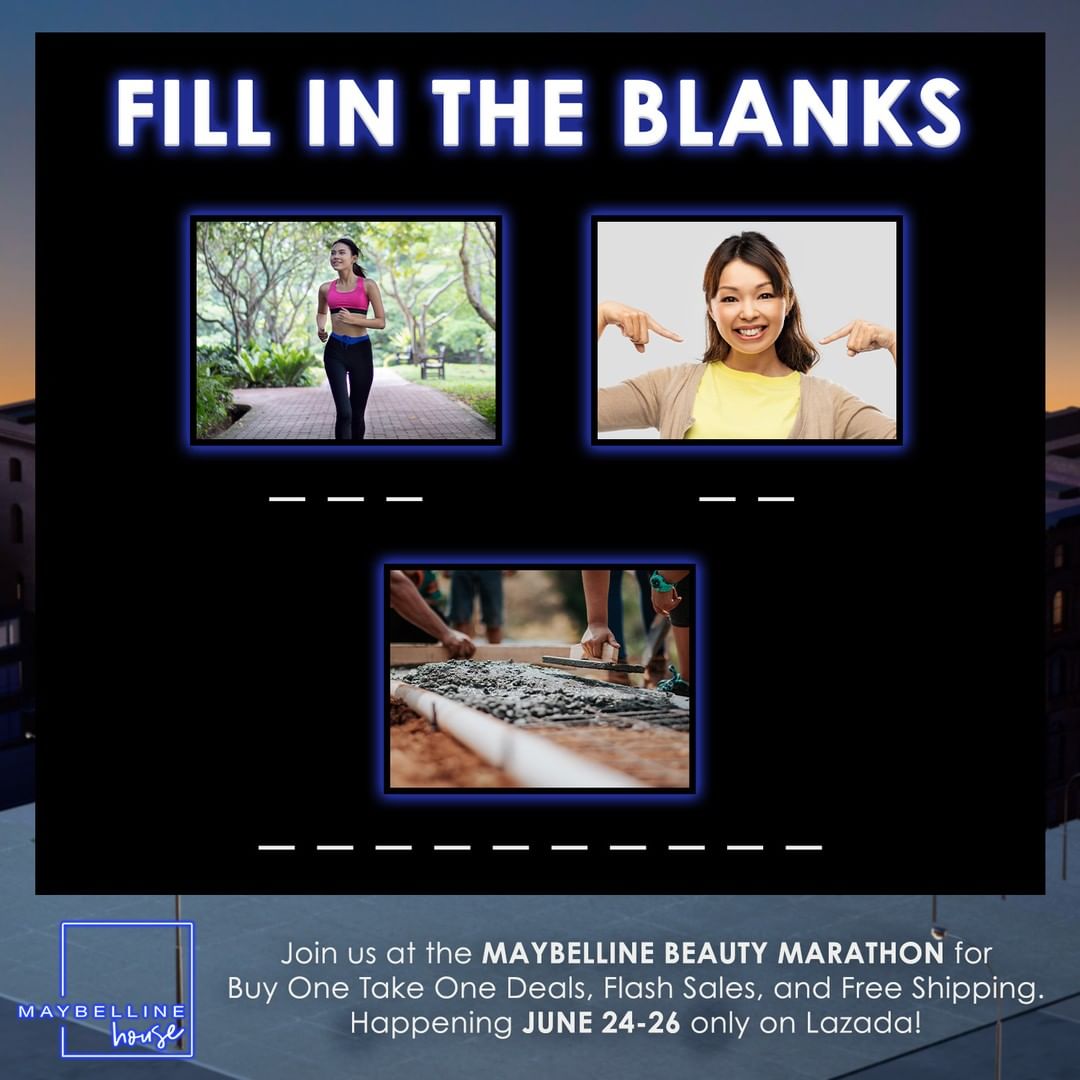 FILL IN THE BLANKS
_ _ _
_ _
_ _ _ _ _ _ _ _ _ _
Join us at the MAYBELLINE BEAUTY MARATHON for
Buy One Take One Deals, Flash Sales, and Free Shipping.
Happening JUNE 24-26 only on Lazada!
MAYBELLINE
house